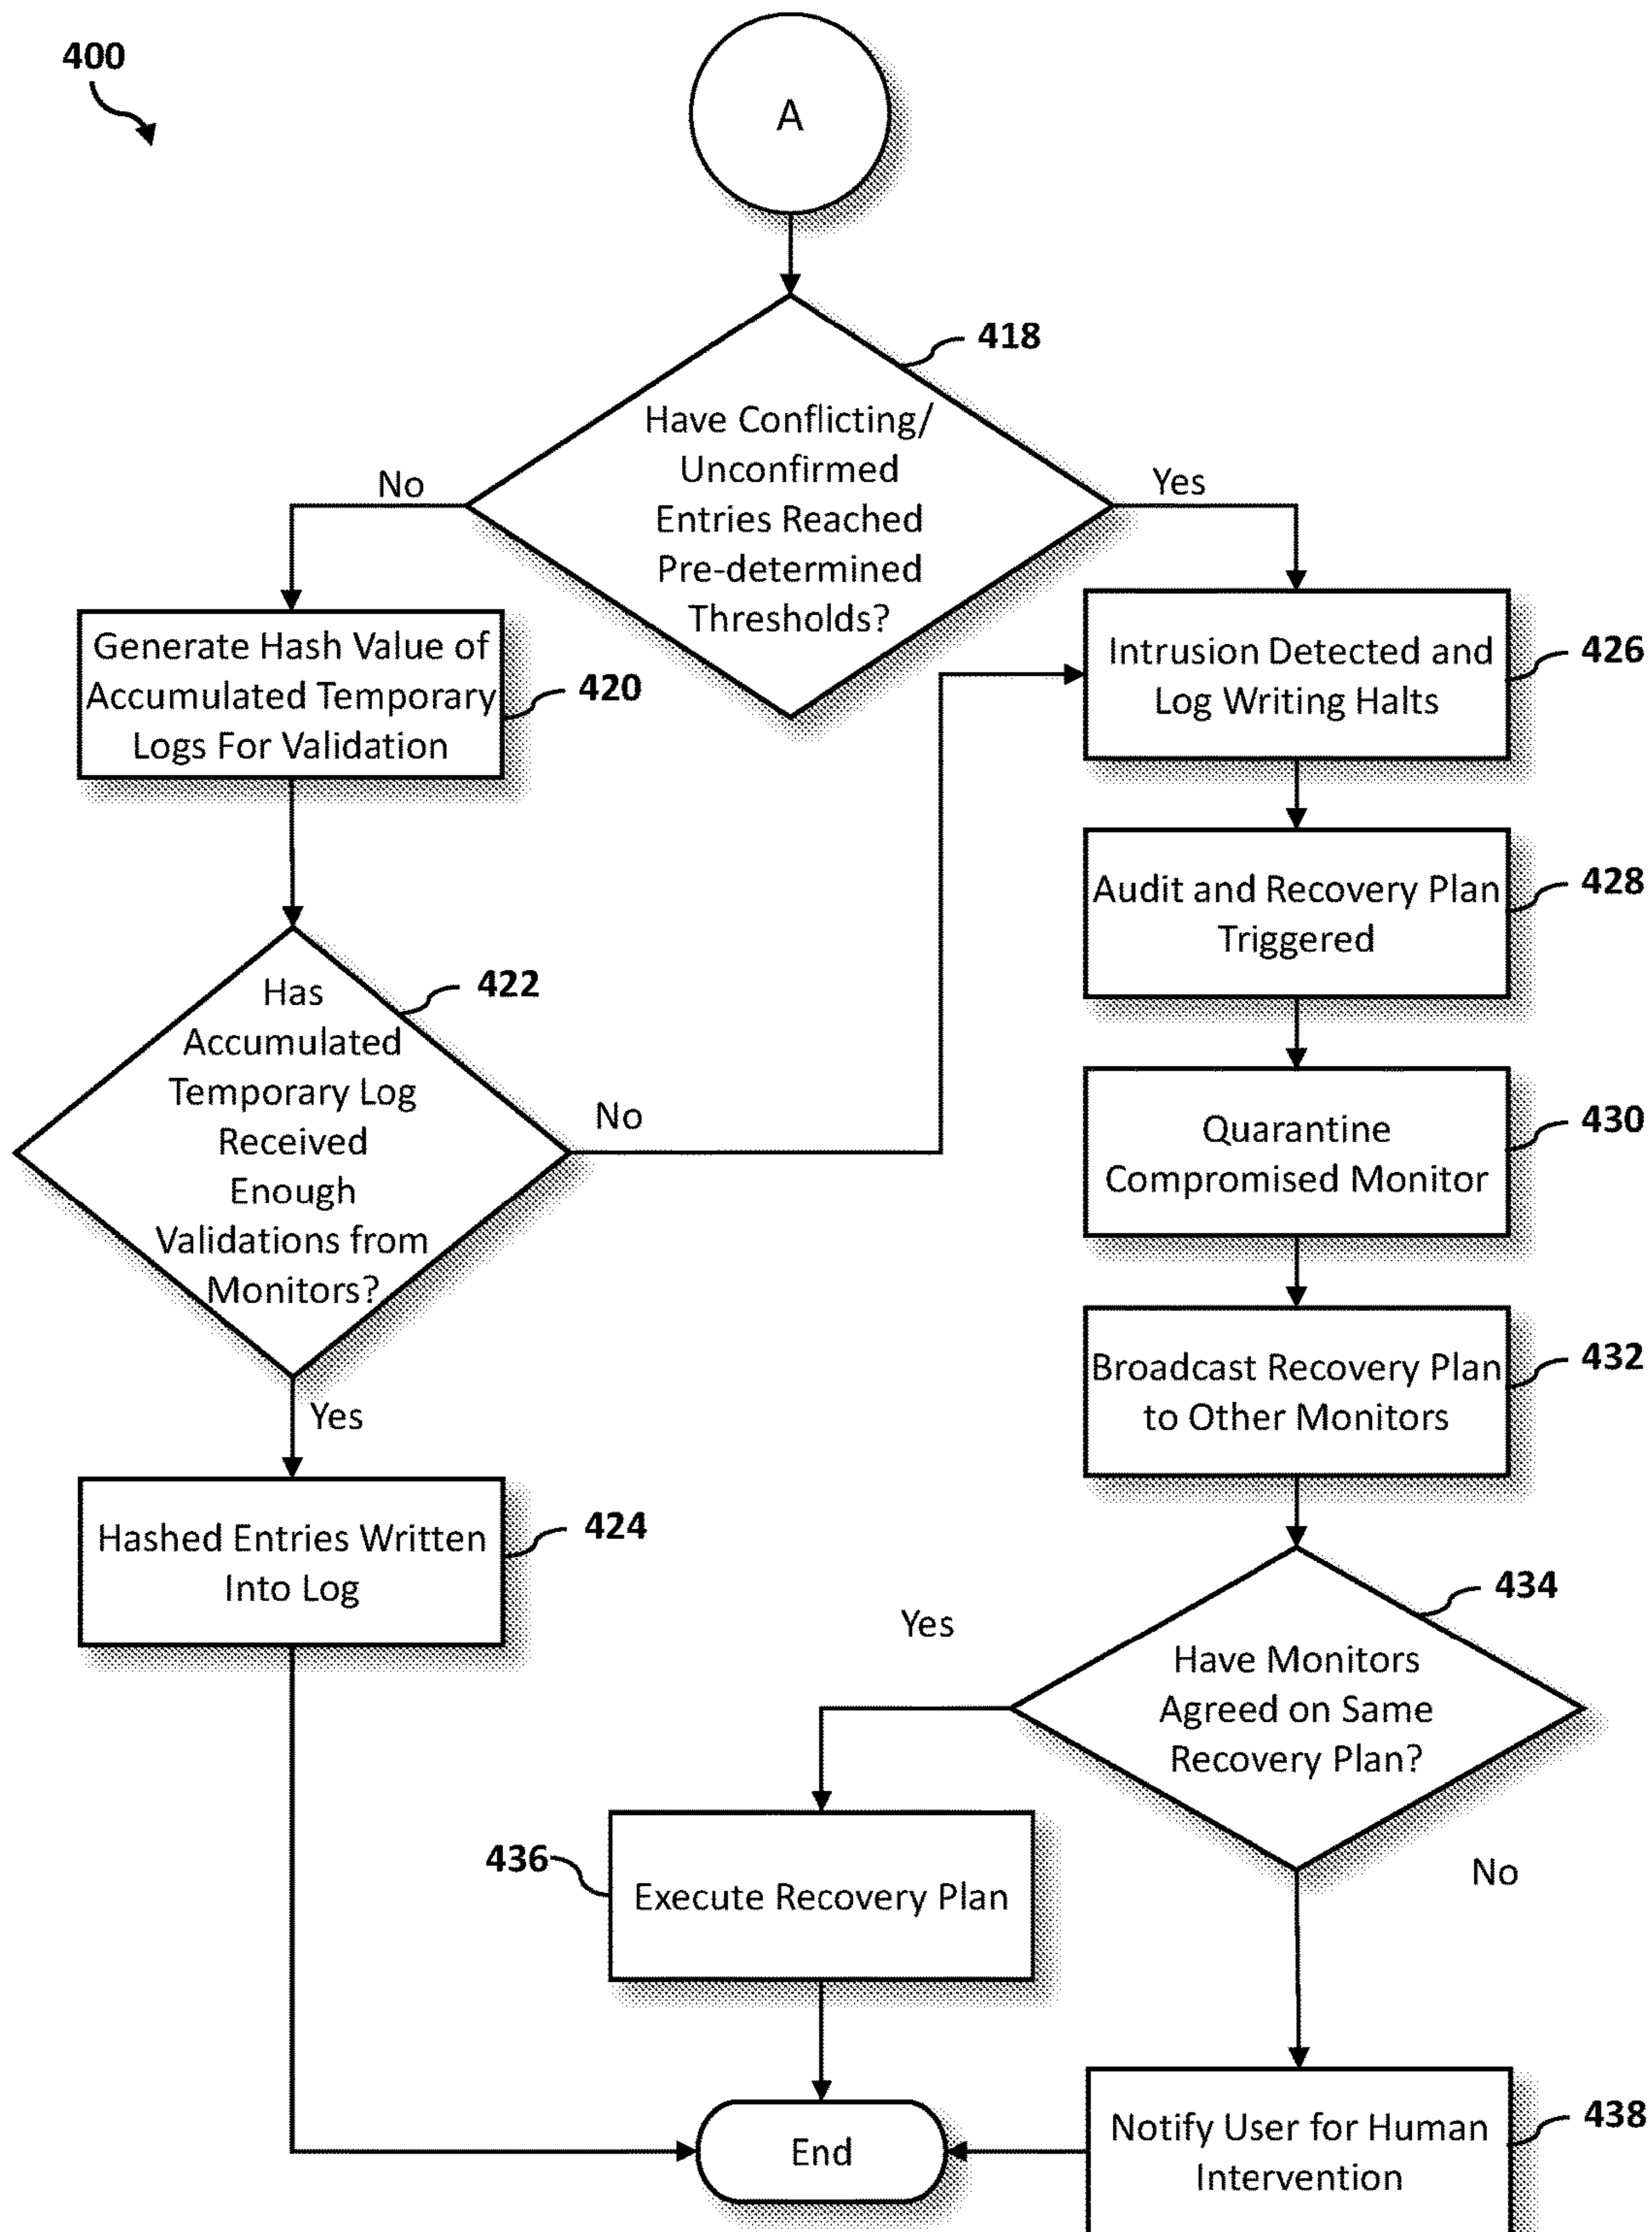 400
A
418
Have Conflicting/
Unconfirmed
Entries Reached
Pre-determined
Thresholds?
No
Yes
Generate Hash Value of
Accumulated Temporary
Logs For Validation
420
Intrusion Detected and
Log Writing Halts
426
Audit and Recovery Plan
Triggered
428
Has
Accumulated
Temporary Log
Received
Enough
Validations from
Monitors?
422
No
Yes
Quarantine
Compromised Monitor
430
Broadcast Recovery Plan
to Other Monitors
432
Hashed Entries Written
Into Log
424
Have Monitors
Agreed on Same
Recovery Plan?
434
Yes
No
436
Execute Recovery Plan
End
Notify User for Human
Intervention
438